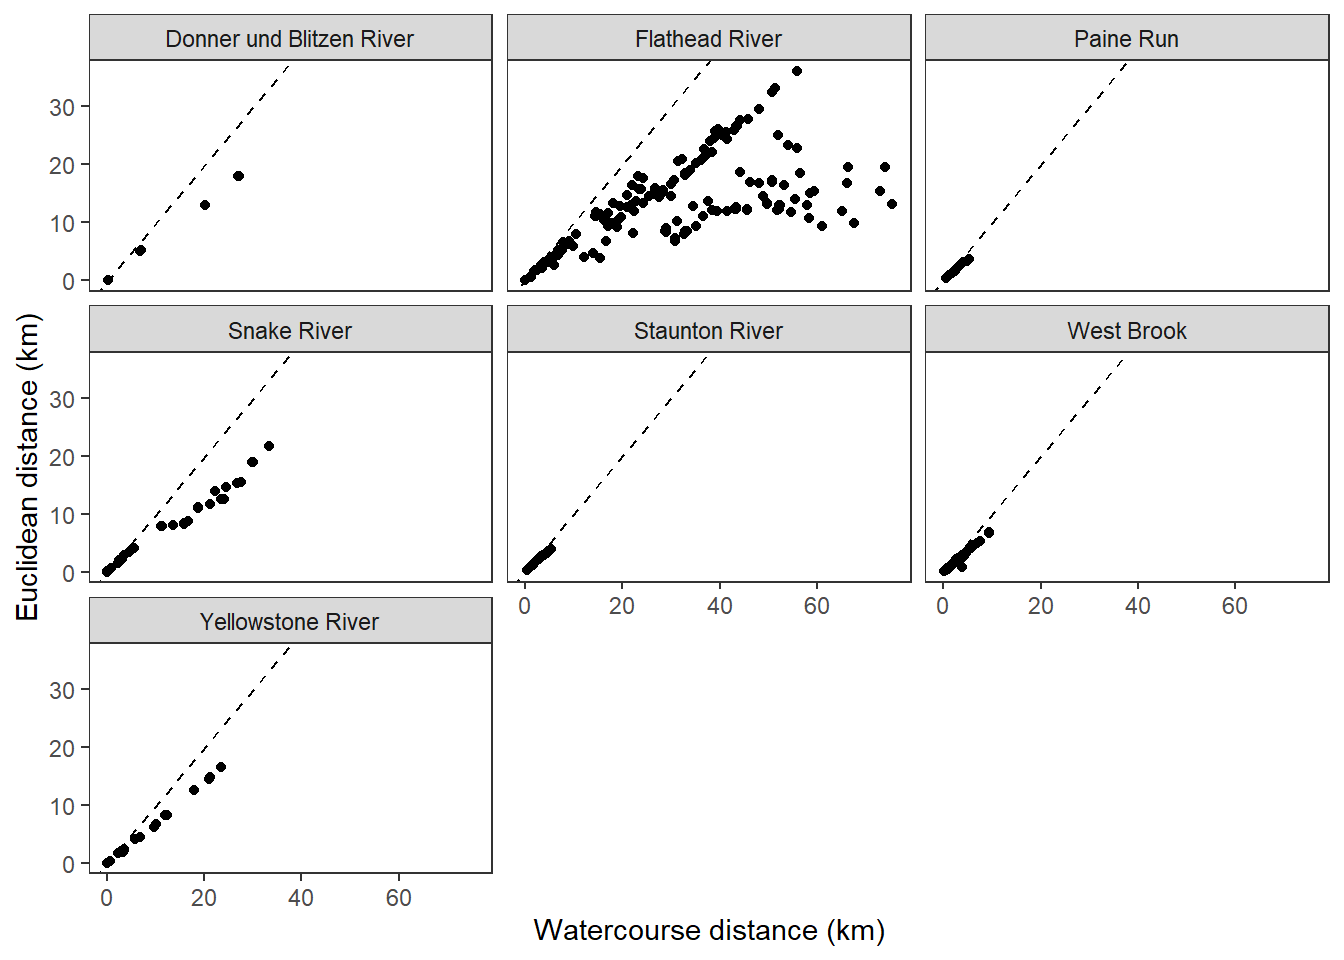 Donner und Blitzen River
Flathead River
Paine Run
30
20
10
0
Snake River
Staunton River
West Brook
30
20
10
0
0 20 40 60
0 20 40 60
Yellowstone River
30
20
10
0
0 20 40 60
Euclidean distance (km)
Watercourse distance (km)